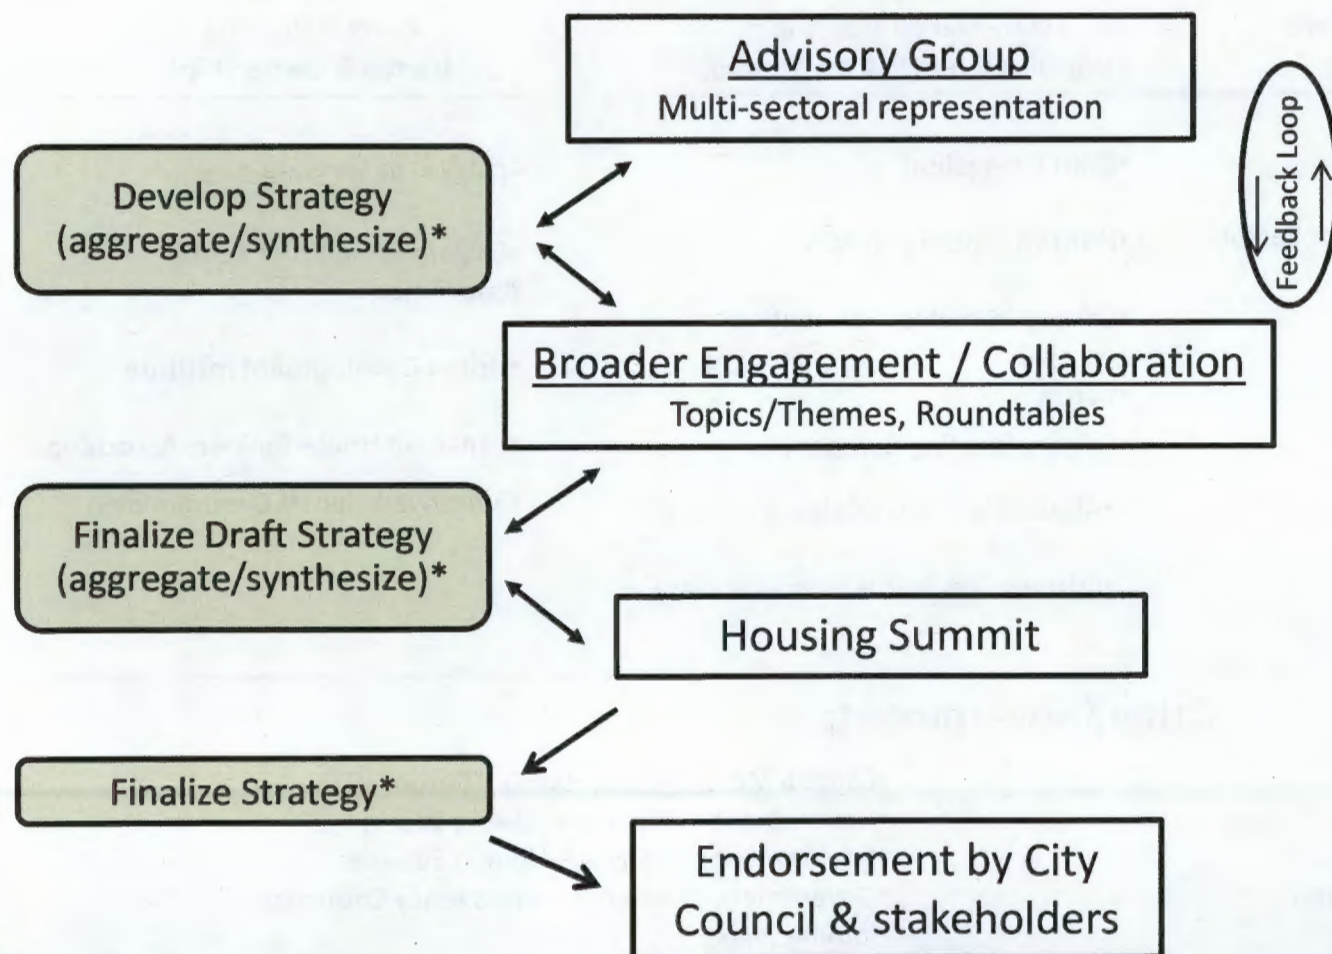 Advisory Group
Multi-sectoral representation
Feedback Loop
Develop Strategy
(aggregate/synthesize)*
Broader Engagement / Collaboration
Topics/Themes, Roundtables
Finalize Draft Strategy
(aggregate/synthesize)*
Housing Summit
Finalize Strategy*
Endorsement by City
Council & stakeholders